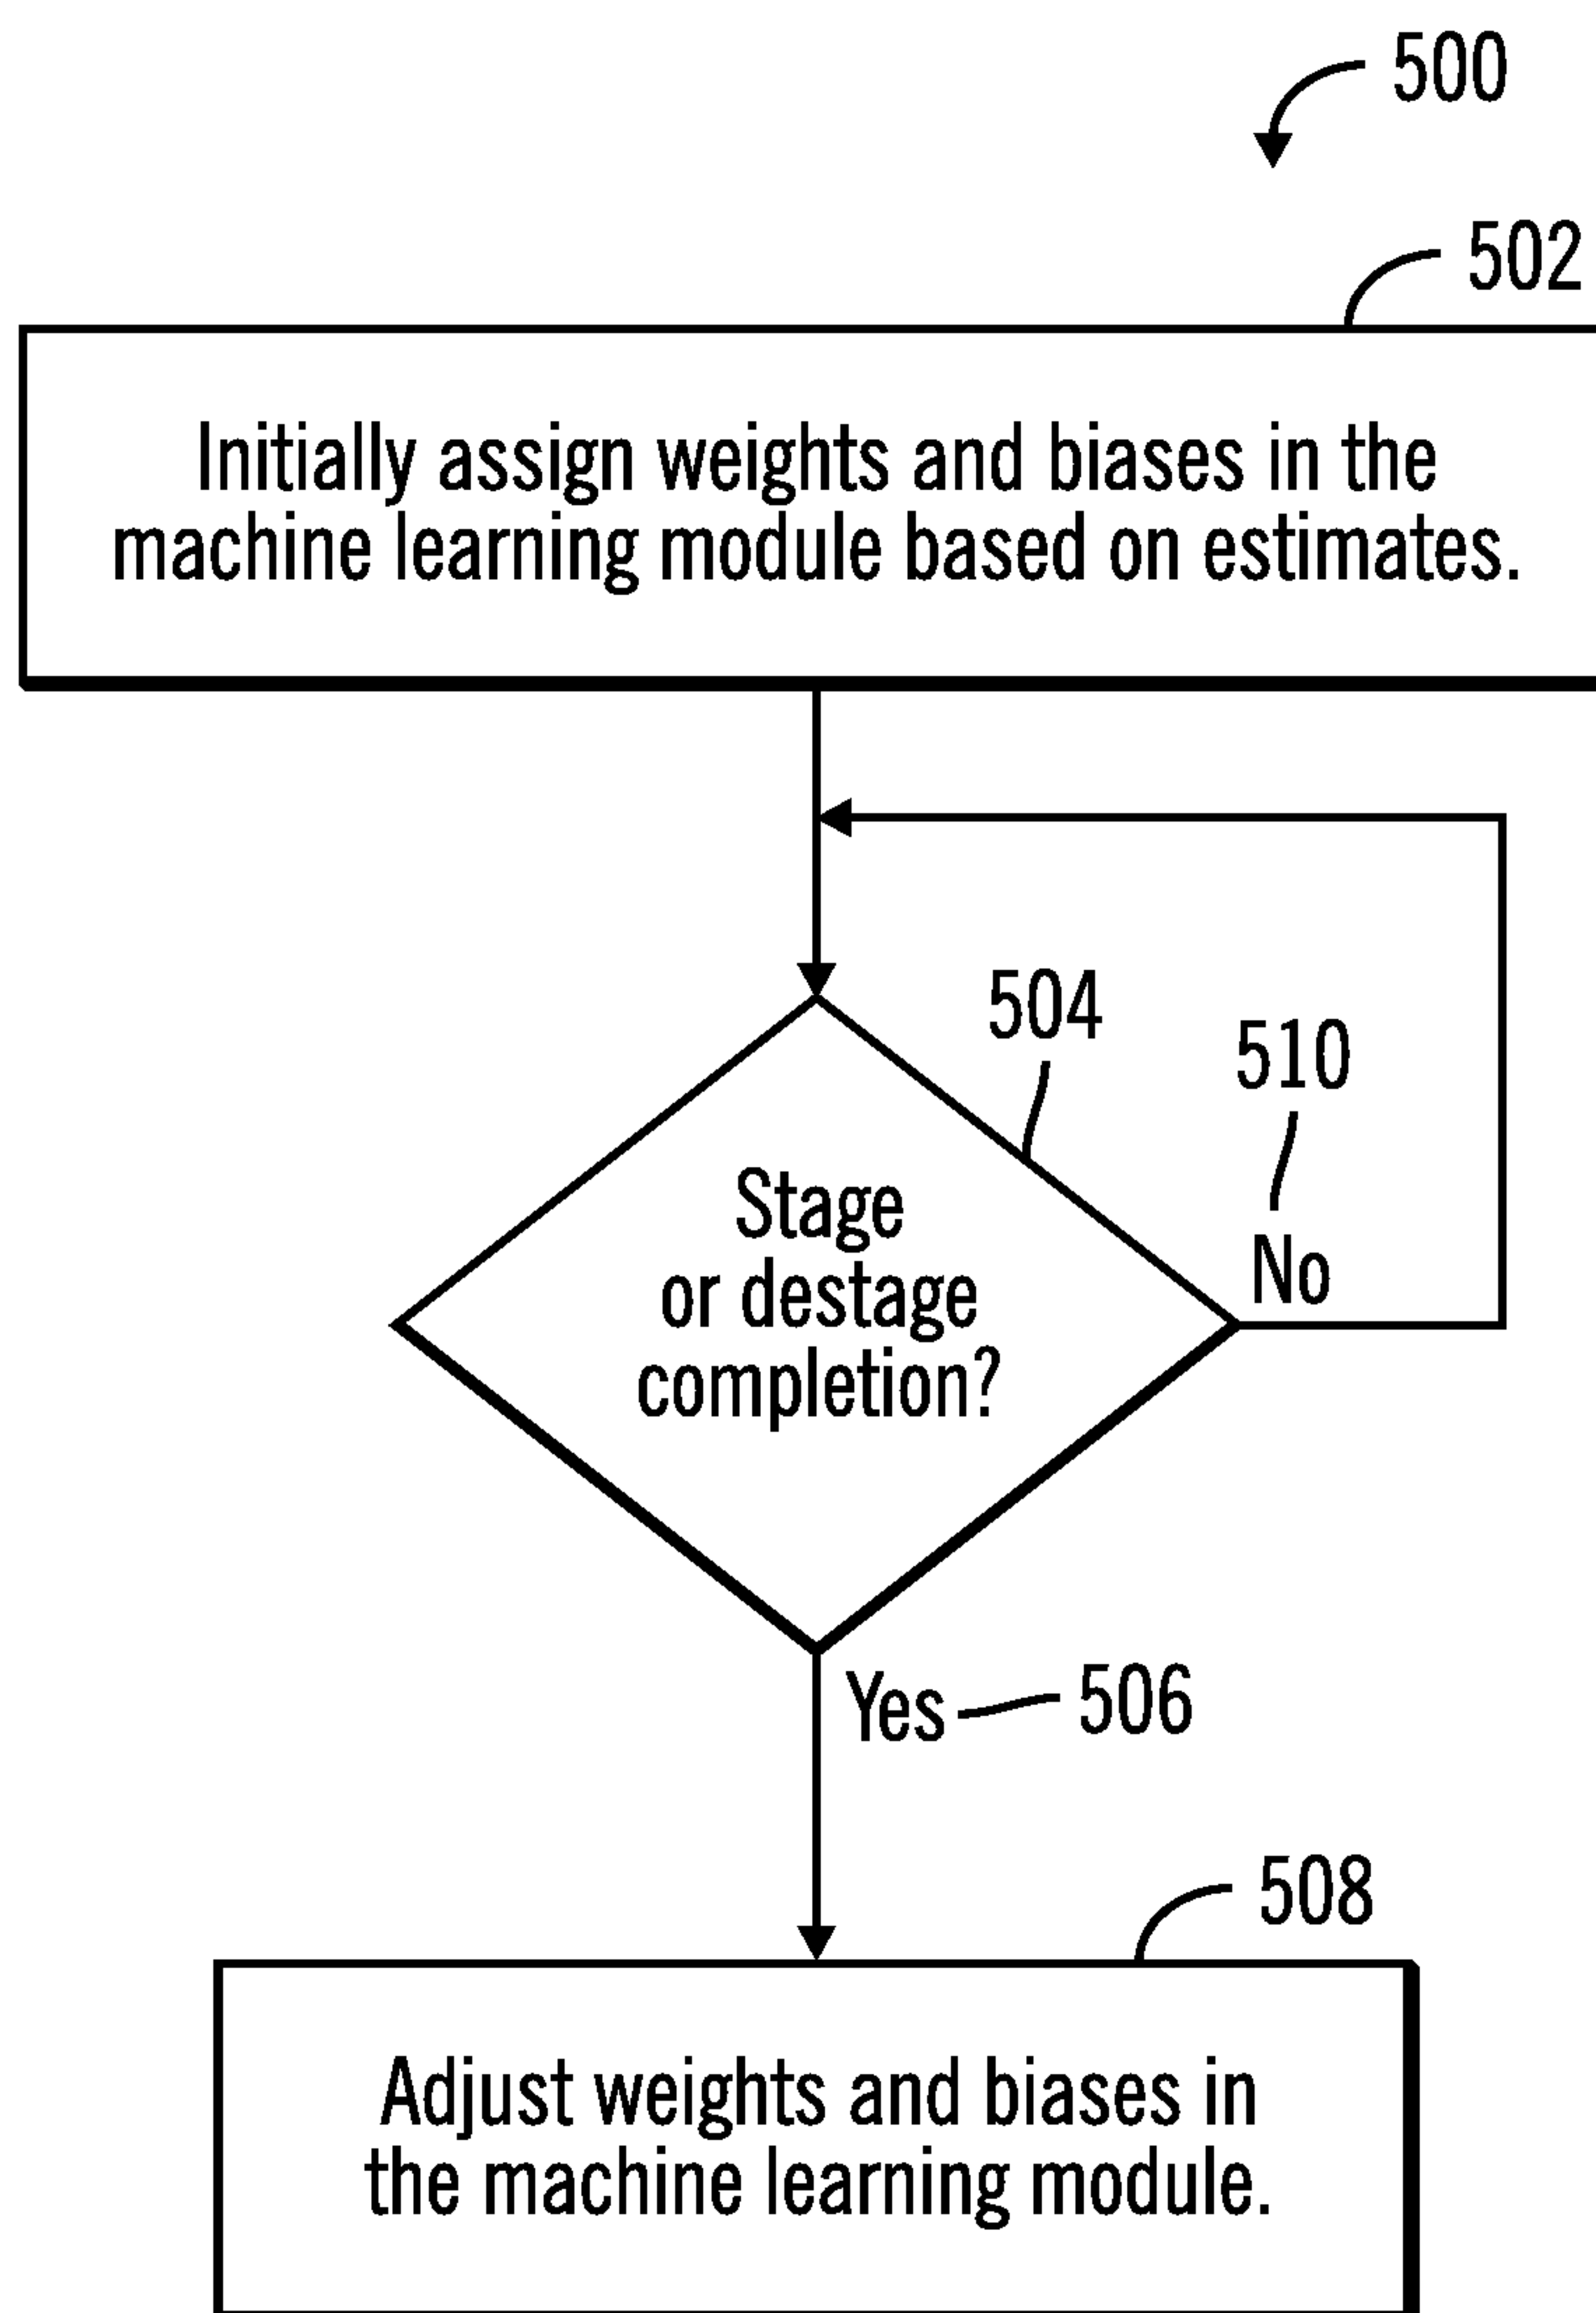 500
502
Initially assign weights and biases in the
machine learning module based on estimates.
504
510
Stage
or destage
completion?
No
Yes
506
508
Adjust weights and biases in
the machine learning module.